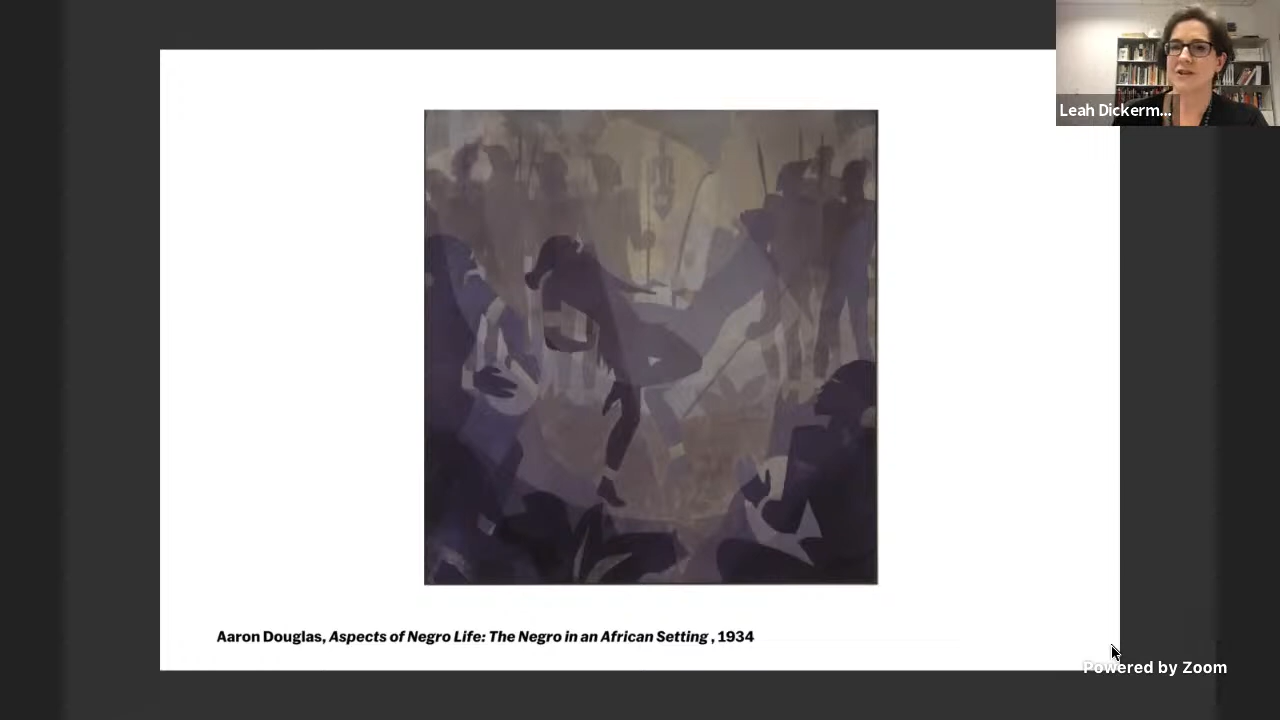 Leah Dickerm...
Aaron Douglas, Aspects of Negro Life: The Negro in an African Setting , 1934
Powered by Zoom